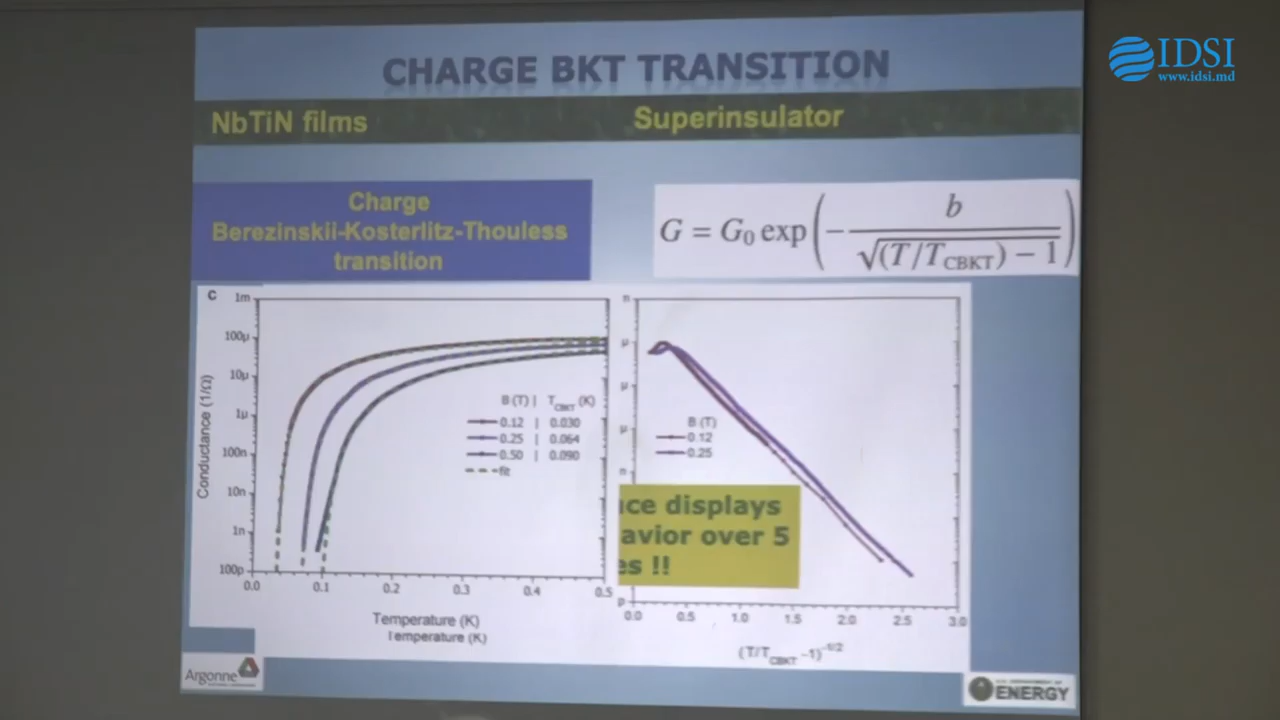 IDSI
www.idsi.md
CHARGE BKT TRANSITION
NbTiN films
Superinsulator
Charge
Berezinskii-Kosterlitz-Thouless
transition
G = G₀ exp(− b / √(T/T_CBKT) − 1)
C
1m
100µ
10µ
1µ
100n
10n
1n
100p
Conductance (1/Ω)
B (T) | T_CBKT (K)
0.12 | 0.030
0.25 | 0.064
0.50 | 0.090
fit
0.0 0.1 0.2 0.3 0.4 0.5
Temperature (K)
Temperature (K)
B (T)
0.12
0.25
ce displays
avior over 5
es !!
0.0 0.5 1.0 1.5 2.0 2.5 3.0
(T/T_CBKT −1)^-1/2
Argonne
U.S. DEPARTMENT OF
ENERGY